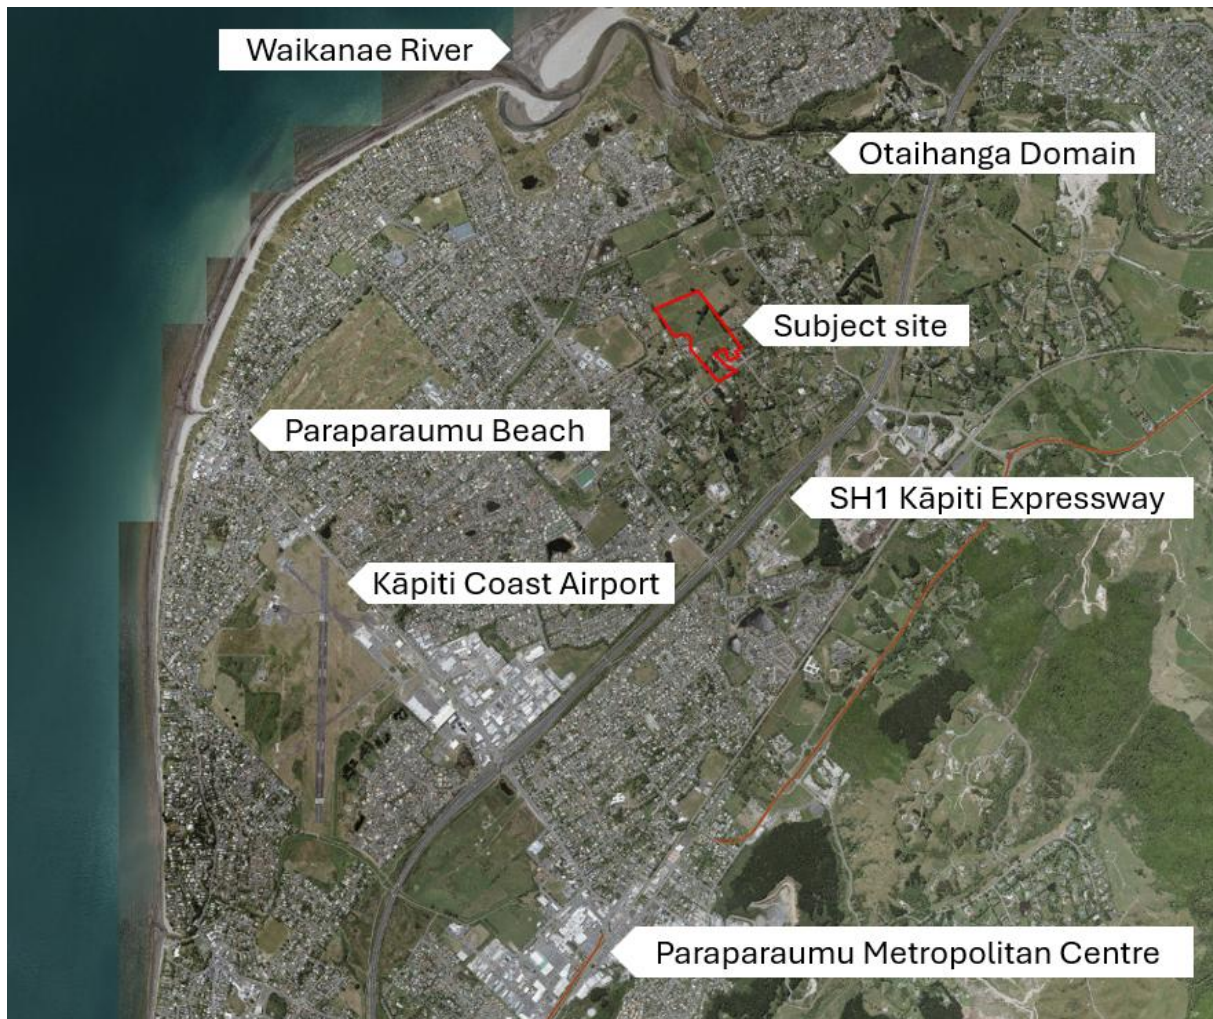 Waikanae River
Otaihanga Domain
Subject site
Paraparaumu Beach
SH1 Kāpiti Expressway
Kāpiti Coast Airport
Paraparaumu Metropolitan Centre